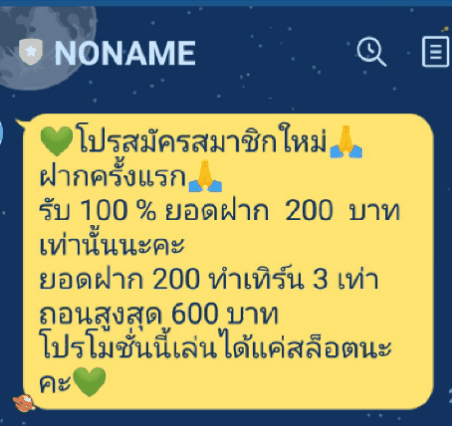 NONAME
💚โปรสมัครสมาชิกใหม่🙏
ฝากครั้งแรก🙏
รับ 100 % ยอดฝาก 200 บาท
เท่านั้นนะคะ
ยอดฝาก 200 ทำเทิร์น 3 เท่า
ถอนสูงสุด 600 บาท
โปรโมชั่นนี้เล่นได้แค่สล็อตนะ
คะ💚